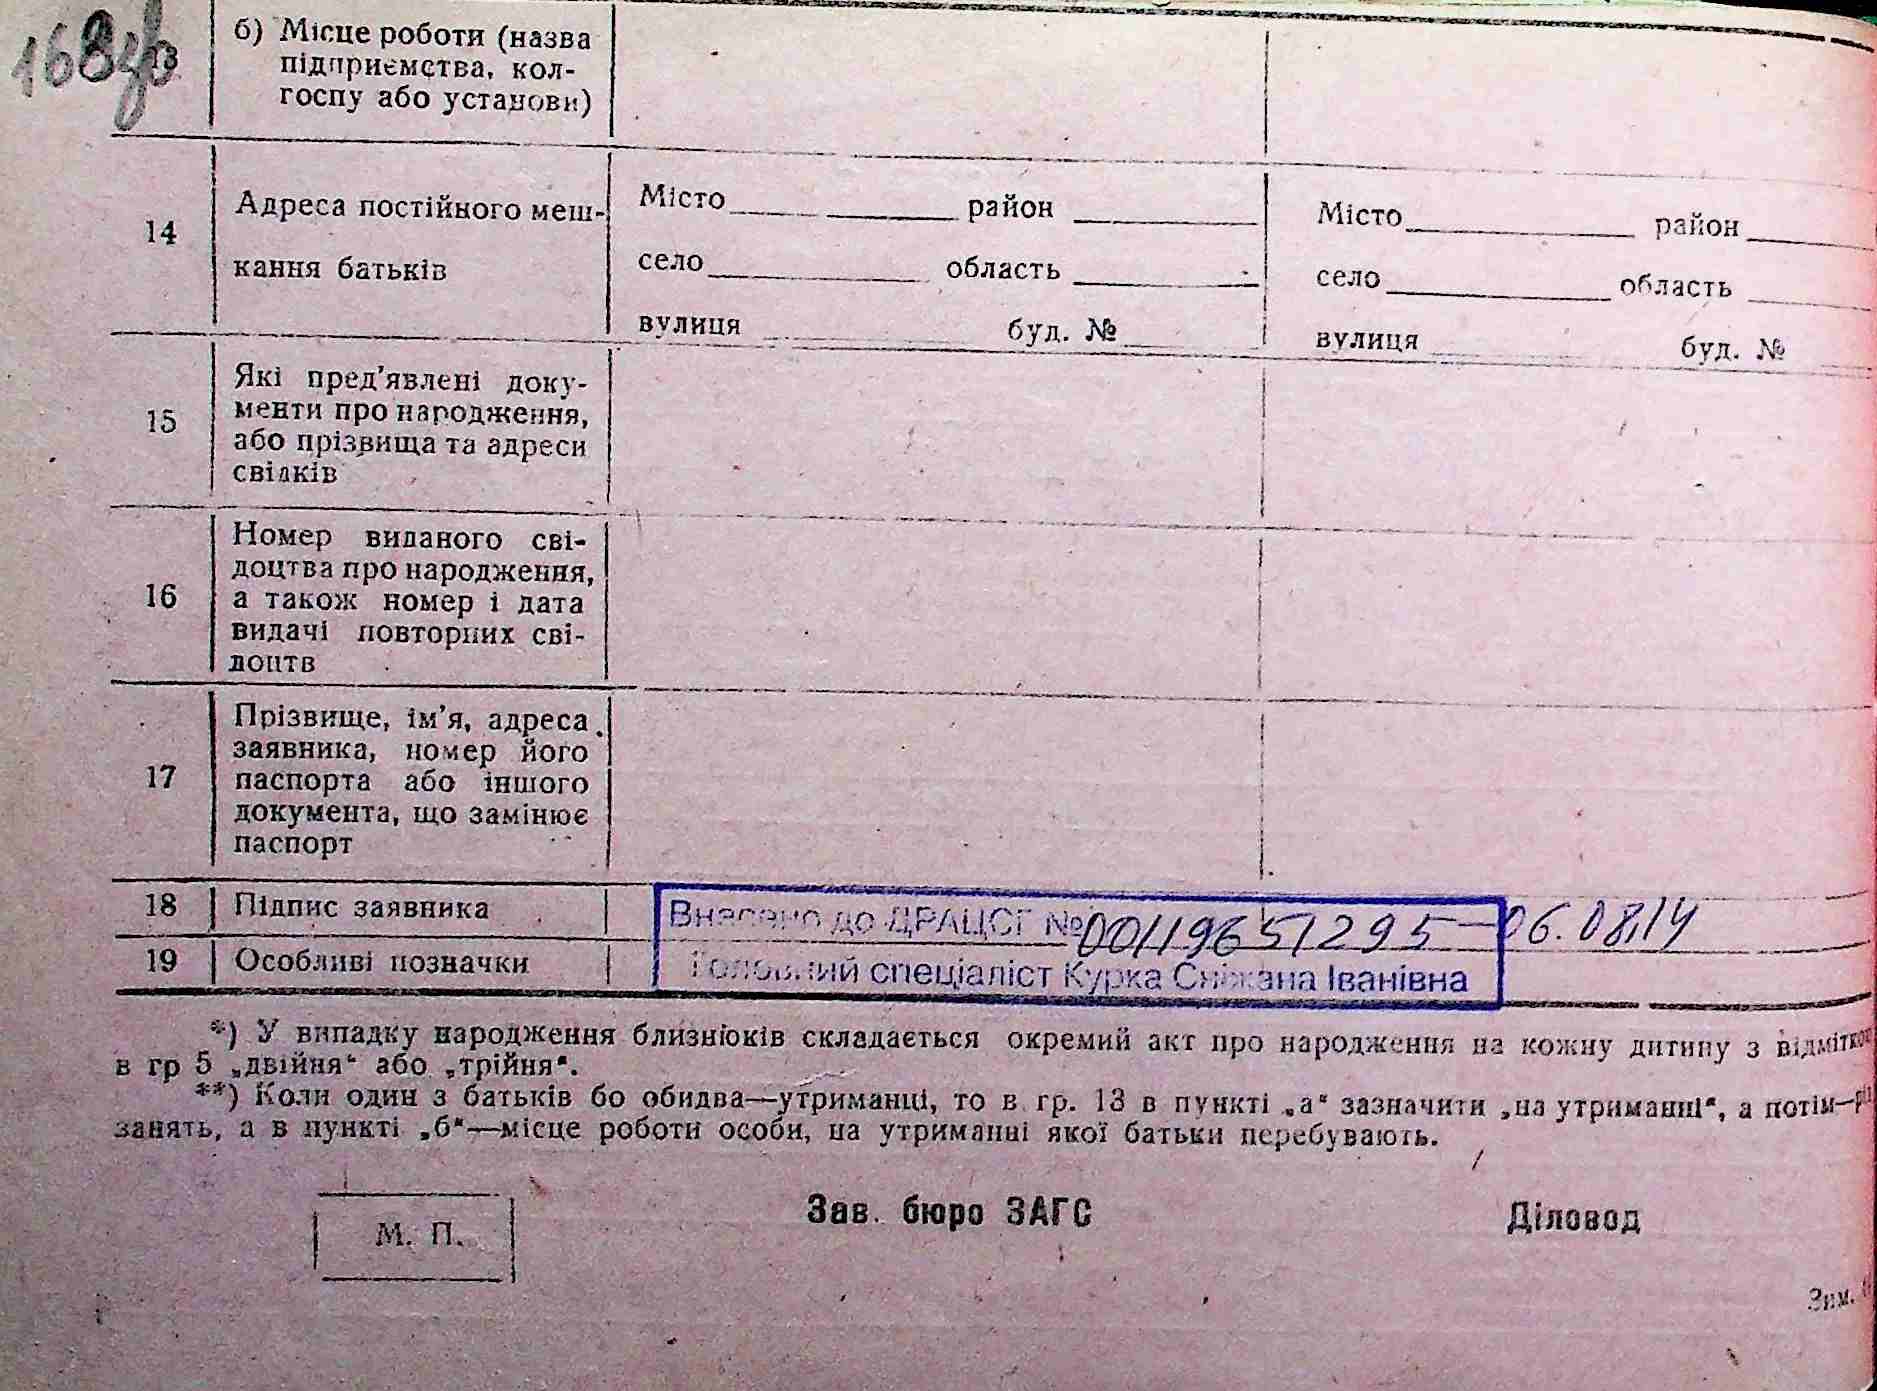 168зв
13
б) Місце роботи (назва
підприємства, кол-
госпу або установи)
14
Адреса постійного меш-
кання батьків
Місто район
село область
вулиця буд. №
Місто район
село область
вулиця буд. №
15
Які пред'явлені доку-
менти про народження,
або прізвища та адреси
свідків
16
Номер виданого сві-
доцтва про народження,
а також номер і дата
видачі повторних сві-
доцтв
17
Прізвище, ім'я, адреса
заявника, номер його
паспорта або іншого
документа, що замінює
паспорт
18 Підпис заявника
Внесено до ДРАЦСГ № 00119651295 – 06.08.14
19 Особливі позначки
Головний спеціаліст Курка Сніжана Іванівна
*) У випадку народження близнюків складається окремий акт про народження на кожну дитину з відміткою
в гр 5 „двійня“ або „трійня“.
**) Коли один з батьків бо обидва—утриманці, то в гр. 13 в пункті „а“ зазначити „на утриманні“, а потім—
занять, а в пункті „б“—місце роботи особи, на утриманні якої батьки перебувають.
М. П.
Зав. бюро ЗАГС
Діловод
Зам.